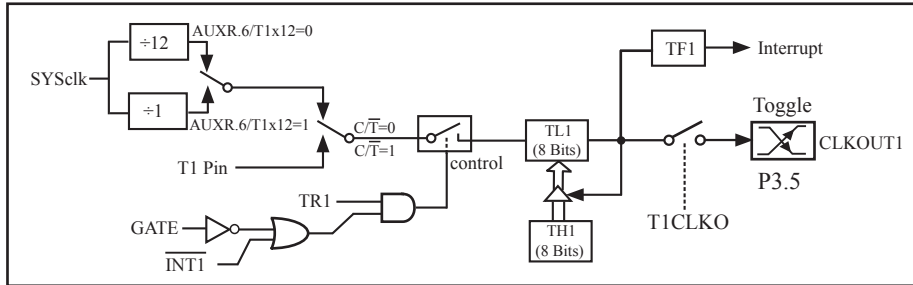 ÷12
AUXR.6/T1x12=0
SYSclk
÷1
AUXR.6/T1x12=1
T1 Pin
C/T̅=0
C/T̅=1
control
TR1
GATE
I̅N̅T̅1̅
TL1
(8 Bits)
TH1
(8 Bits)
TF1
Interrupt
Toggle
CLKOUT1
P3.5
T1CLKO